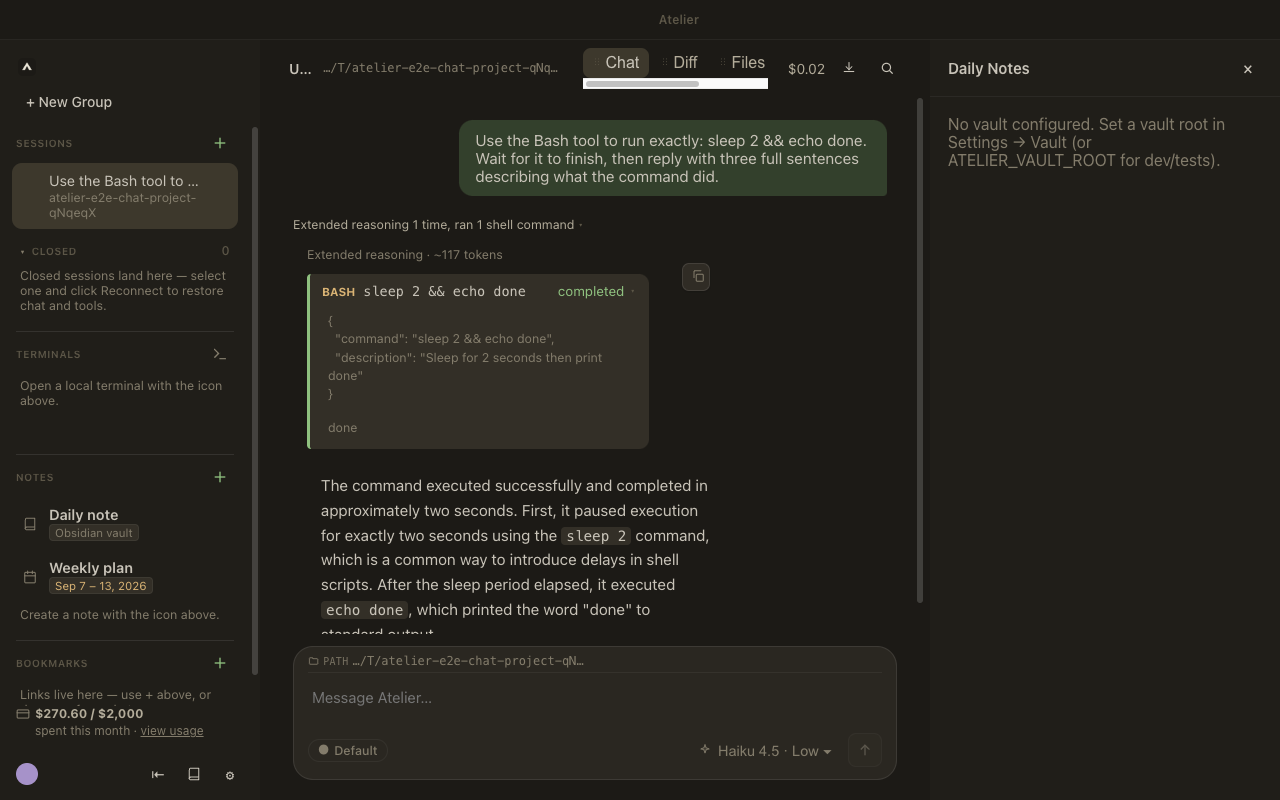 Atelier
+ New Group
SESSIONS
Use the Bash tool to ...
atelier-e2e-chat-project-
qNqeqX
CLOSED 0
Closed sessions land here — select
one and click Reconnect to restore
chat and tools.
TERMINALS
Open a local terminal with the icon
above.
NOTES
Daily note
Obsidian vault
Weekly plan
Sep 7 – 13, 2026
Create a note with the icon above.
BOOKMARKS
Links live here — use + above, or
$270.60 / $2,000
spent this month · view usage
U... …/T/atelier-e2e-chat-project-qNq…
Chat Diff Files
$0.02
Use the Bash tool to run exactly: sleep 2 && echo done.
Wait for it to finish, then reply with three full sentences
describing what the command did.
Extended reasoning 1 time, ran 1 shell command ·
Extended reasoning · ~117 tokens
BASH sleep 2 && echo done completed
{
"command": "sleep 2 && echo done",
"description": "Sleep for 2 seconds then print
done"
}
done
The command executed successfully and completed in
approximately two seconds. First, it paused execution
for exactly two seconds using the sleep 2 command,
which is a common way to introduce delays in shell
scripts. After the sleep period elapsed, it executed
echo done, which printed the word "done" to
standard output.
PATH …/T/atelier-e2e-chat-project-qN…
Message Atelier...
Default
Haiku 4.5 · Low
Daily Notes ×
No vault configured. Set a vault root in
Settings → Vault (or
ATELIER_VAULT_ROOT for dev/tests).